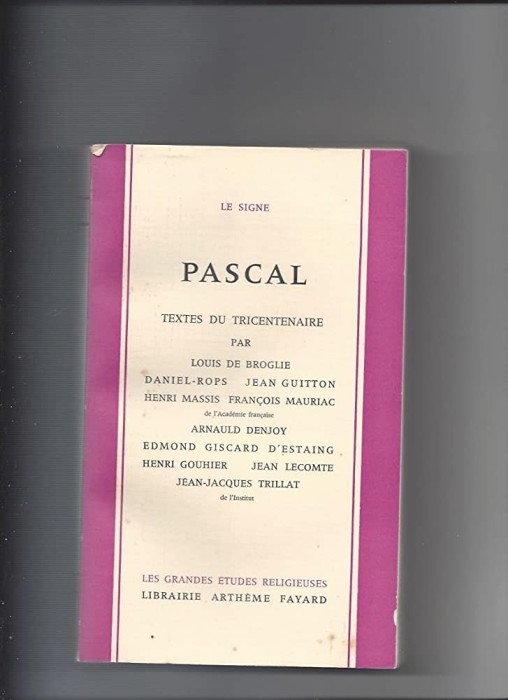 LE SIGNE
PASCAL
TEXTES DU TRICENTENAIRE
PAR
LOUIS DE BROGLIE
DANIEL-ROPS JEAN GUITTON
HENRI MASSIS FRANÇOIS MAURIAC
de l'Académie française
ARNAULD DENJOY
EDMOND GISCARD D'ESTAING
HENRI GOUHIER JEAN LECOMTE
JEAN-JACQUES TRILLAT
de l'Institut
LES GRANDES ETUDES RELIGIEUSES
LIBRAIRIE ARTHÈME FAYARD